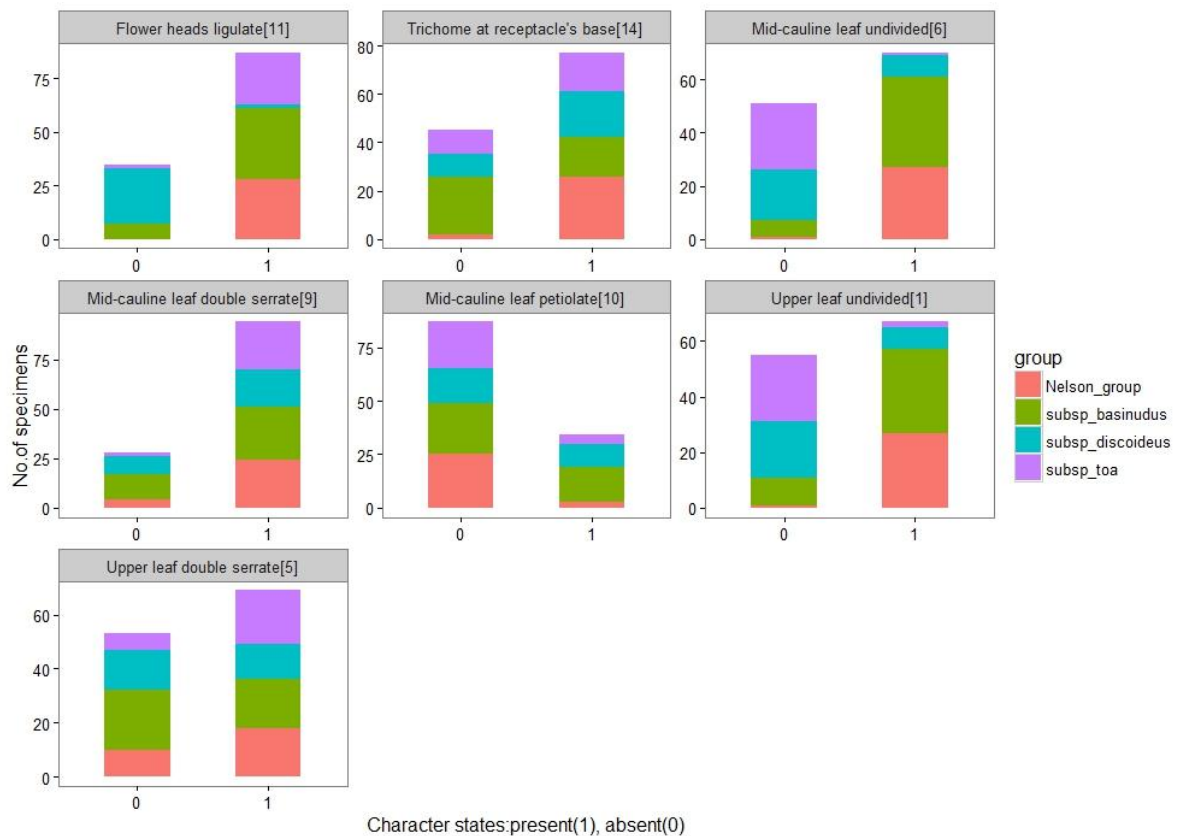 Flower heads ligulate[11]
Trichome at receptacle's base[14]
Mid-cauline leaf undivided[6]
75
50
25
0
0 1
80
60
40
20
0
0 1
60
40
20
0
0 1
Mid-cauline leaf double serrate[9]
Mid-cauline leaf petiolate[10]
Upper leaf undivided[1]
75
50
25
0
0 1
75
50
25
0
0 1
60
40
20
0
0 1
Upper leaf double serrate[5]
60
40
20
0
0 1
No.of specimens
Character states:present(1), absent(0)
group
Nelson_group
subsp_basinudus
subsp_discoideus
subsp_toa